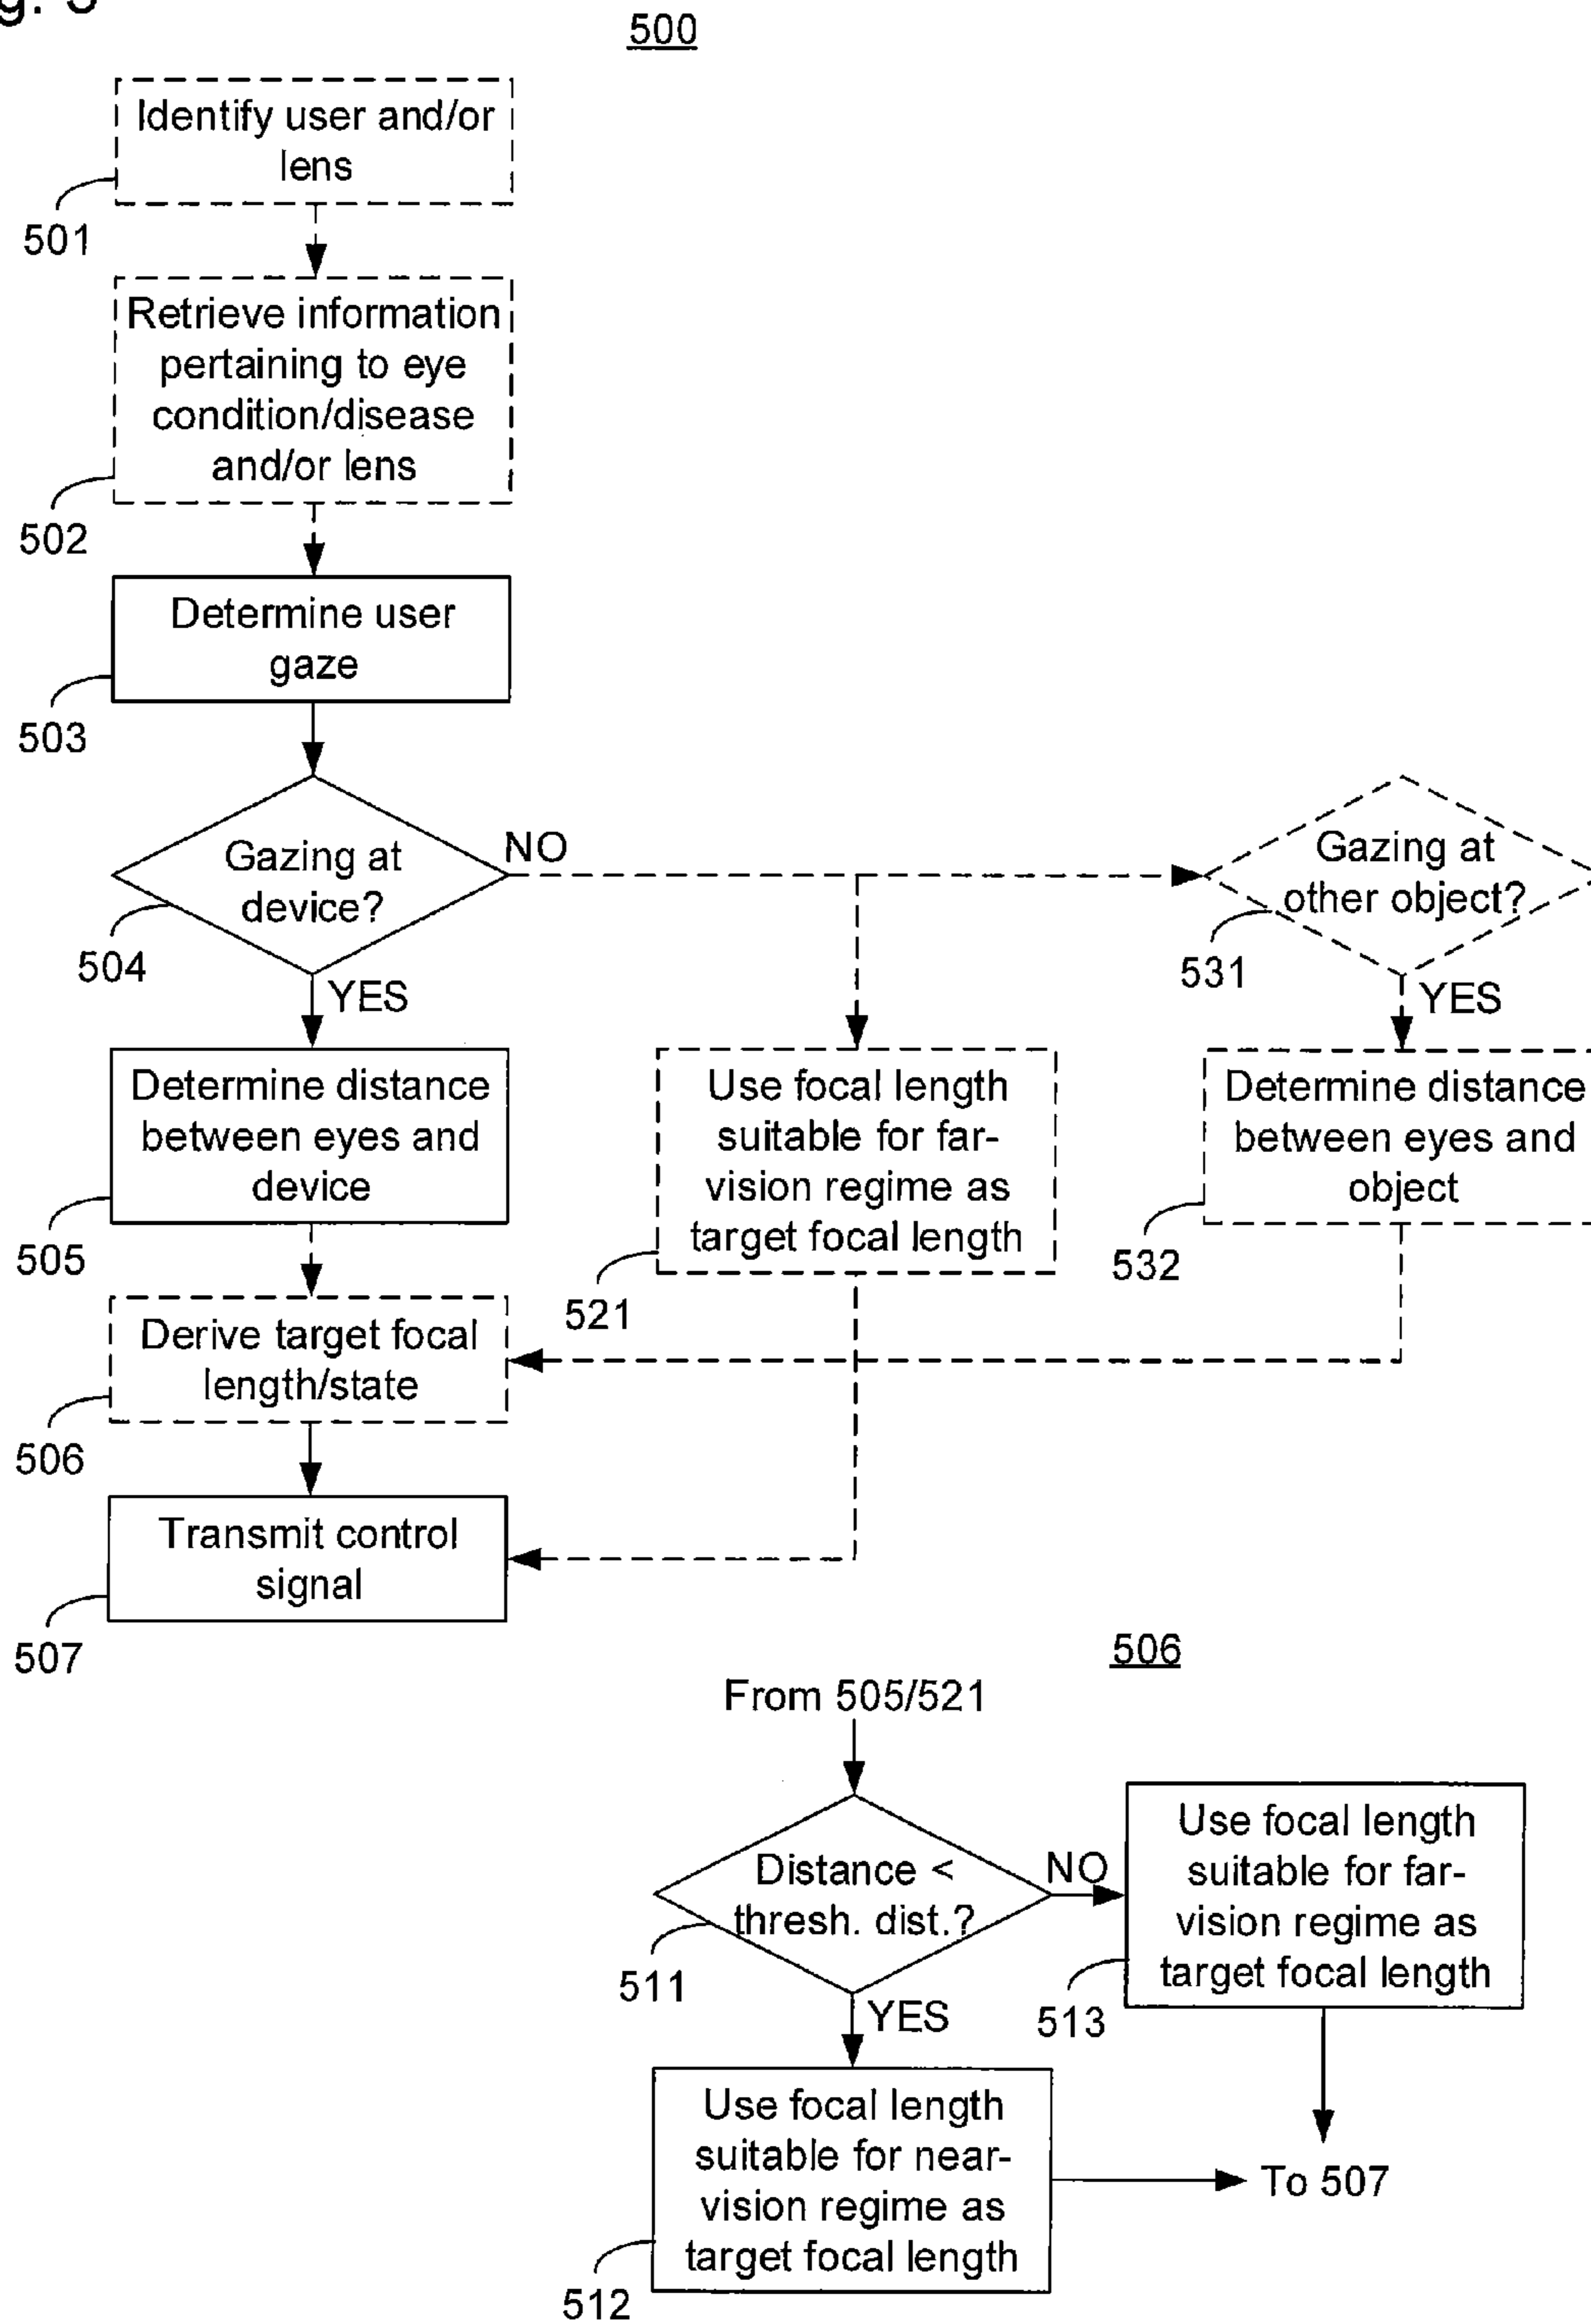 500
Identify user and/or
lens
501
Retrieve information
pertaining to eye
condition/disease
and/or lens
502
Determine user
gaze
503
Gazing at
device?
504
NO
YES
Gazing at
other object?
531
YES
Determine distance
between eyes and
device
505
Use focal length
suitable for far-
vision regime as
target focal length
521
Determine distance
between eyes and
object
532
Derive target focal
length/state
506
Transmit control
signal
507
506
From 505/521
Distance <
thresh. dist.?
511
NO
YES
Use focal length
suitable for far-
vision regime as
target focal length
513
Use focal length
suitable for near-
vision regime as
target focal length
512
To 507